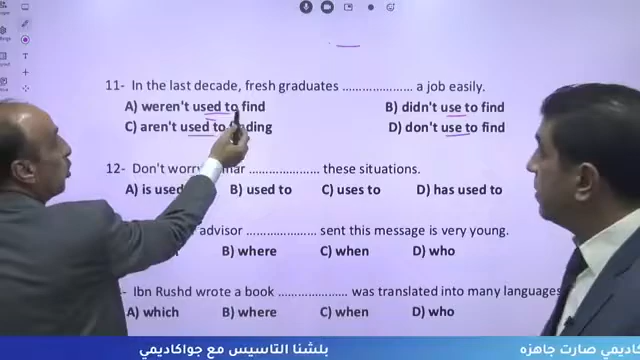 11- In the last decade, fresh graduates ..................... a job easily.
A) weren't used to find B) didn't use to find
C) aren't used to D) don't use to find
12- Don't ..................... these situations.
A) is used B) used to C) uses to D) has used to
advisor ..................... sent this message is very young.
B) where C) when D) who
- Ibn Rushd wrote a book ..................... was translated into many languages
A) which B) where C) when D) who
بلشنا التاسيس مع جواكاديمي
صارت جاهزه